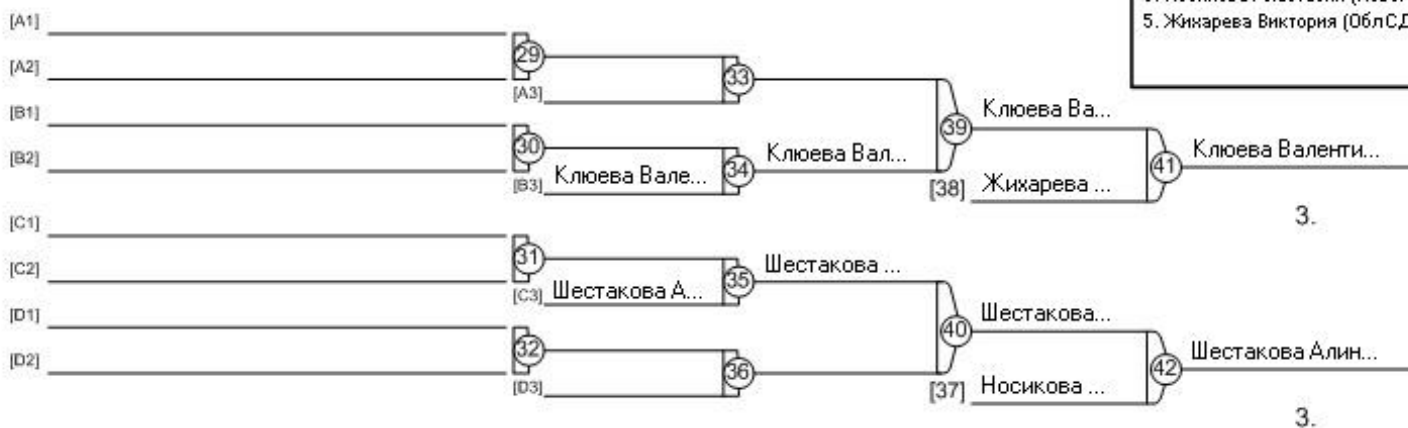 5. Жихарева Виктория (ОблСД
[A1]
[A2]
29
[A3]
33
[B1]
[B2]
30
[B3] Клюева Вале...
34
Клюева Вал...
39
Клюева Ва...
[38] Жихарева ...
41
Клюева Валенти...
3.
[C1]
[C2]
31
[C3] Шестакова А...
35
Шестакова ...
[D1]
[D2]
32
[D3]
36
40
Шестакова...
[37] Носикова ...
42
Шестакова Алин...
3.